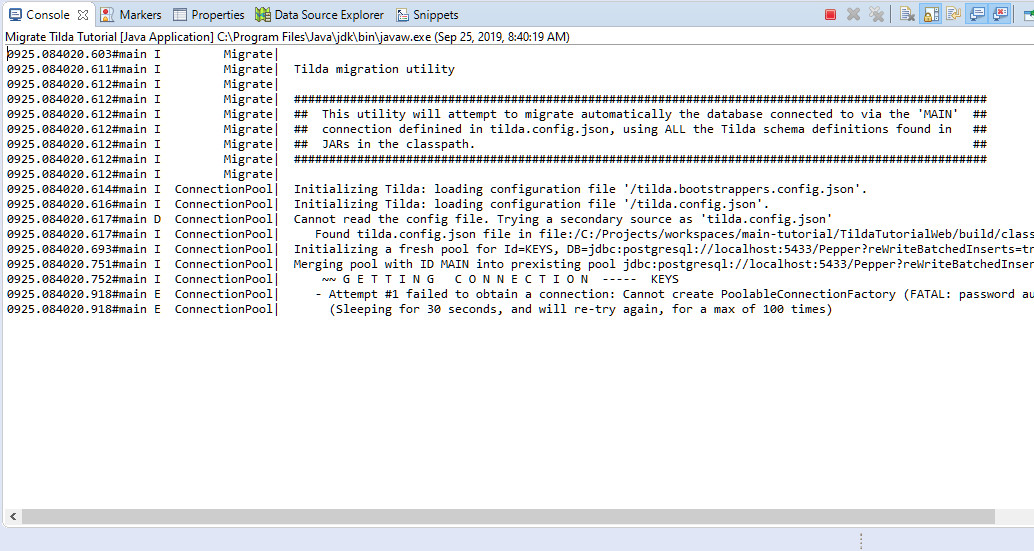 Console Markers Properties Data Source Explorer Snippets
Migrate Tilda Tutorial [Java Application] C:\Program Files\Java\jdk\bin\javaw.exe (Sep 25, 2019, 8:40:19 AM)
0925.084020.603#main I Migrate|
0925.084020.612#main I Migrate| Tilda migration utility
0925.084020.612#main I Migrate|
0925.084020.612#main I Migrate| ###################################################################################################
0925.084020.612#main I Migrate| ## This utility will attempt to migrate automatically the database connected to via the 'MAIN' ##
0925.084020.612#main I Migrate| ## connection definined in tilda.config.json, using ALL the Tilda schema definitions found in ##
0925.084020.612#main I Migrate| ## JARs in the classpath. ##
0925.084020.612#main I Migrate| ###################################################################################################
0925.084020.612#main I Migrate|
0925.084020.614#main I ConnectionPool| Initializing Tilda: loading configuration file '/tilda.bootstrappers.config.json'.
0925.084020.616#main I ConnectionPool| Initializing Tilda: loading configuration file '/tilda.config.json'.
0925.084020.617#main D ConnectionPool| Cannot read the config file. Trying a secondary source as 'tilda.config.json'
0925.084020.617#main I ConnectionPool| Found tilda.config.json file in file:/C:/Projects/workspaces/main-tutorial/TildaTutorialWeb/build/class
0925.084020.693#main I ConnectionPool| Initializing a fresh pool for Id=KEYS, DB=jdbc:postgresql://localhost:5433/Pepper?reWriteBatchedInserts=tr
0925.084020.751#main I ConnectionPool| Merging pool with ID MAIN into prexisting pool jdbc:postgresql://localhost:5433/Pepper?reWriteBatchedInser
0925.084020.752#main I ConnectionPool| ~~ G E T T I N G   C O N N E C T I O N ----- KEYS
0925.084020.918#main E ConnectionPool| - Attempt #1 failed to obtain a connection: Cannot create PoolableConnectionFactory (FATAL: password au
0925.084020.918#main E ConnectionPool| (Sleeping for 30 seconds, and will re-try again, for a max of 100 times)